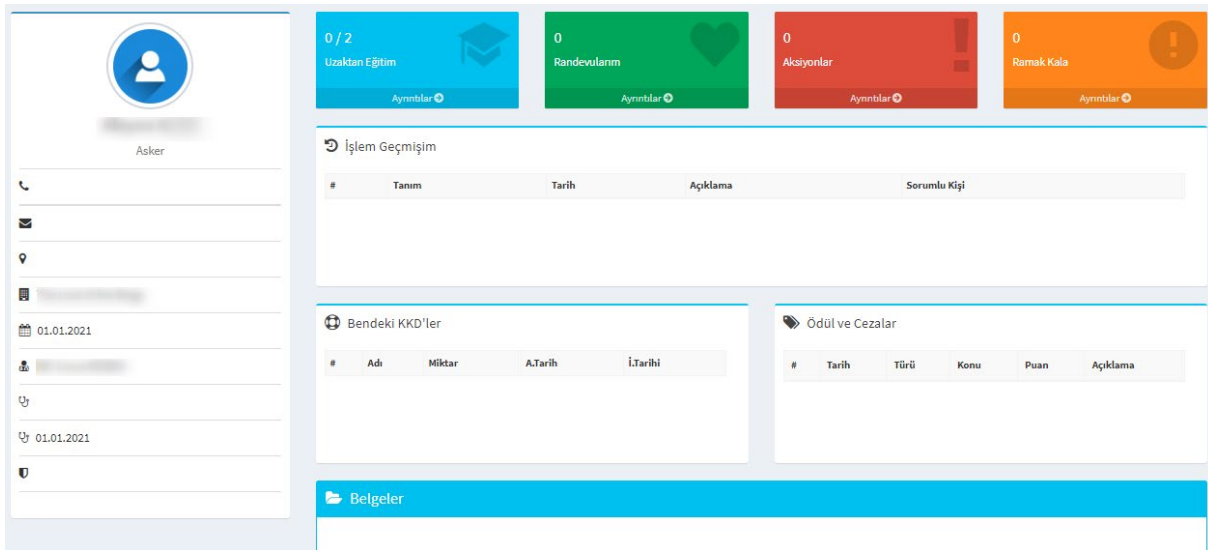 Asker
01.01.2021
01.01.2021
0 / 2
Uzaktan Eğitim
Ayrıntılar
0
Randevularım
Ayrıntılar
0
Aksiyonlar
Ayrıntılar
0
Ramak Kala
Ayrıntılar
İşlem Geçmişim
# Tanım Tarih Açıklama Sorumlu Kişi
Bendeki KKD'ler
# Adı Miktar A.Tarih İ.Tarihi
Ödül ve Cezalar
# Tarih Türü Konu Puan Açıklama
Belgeler